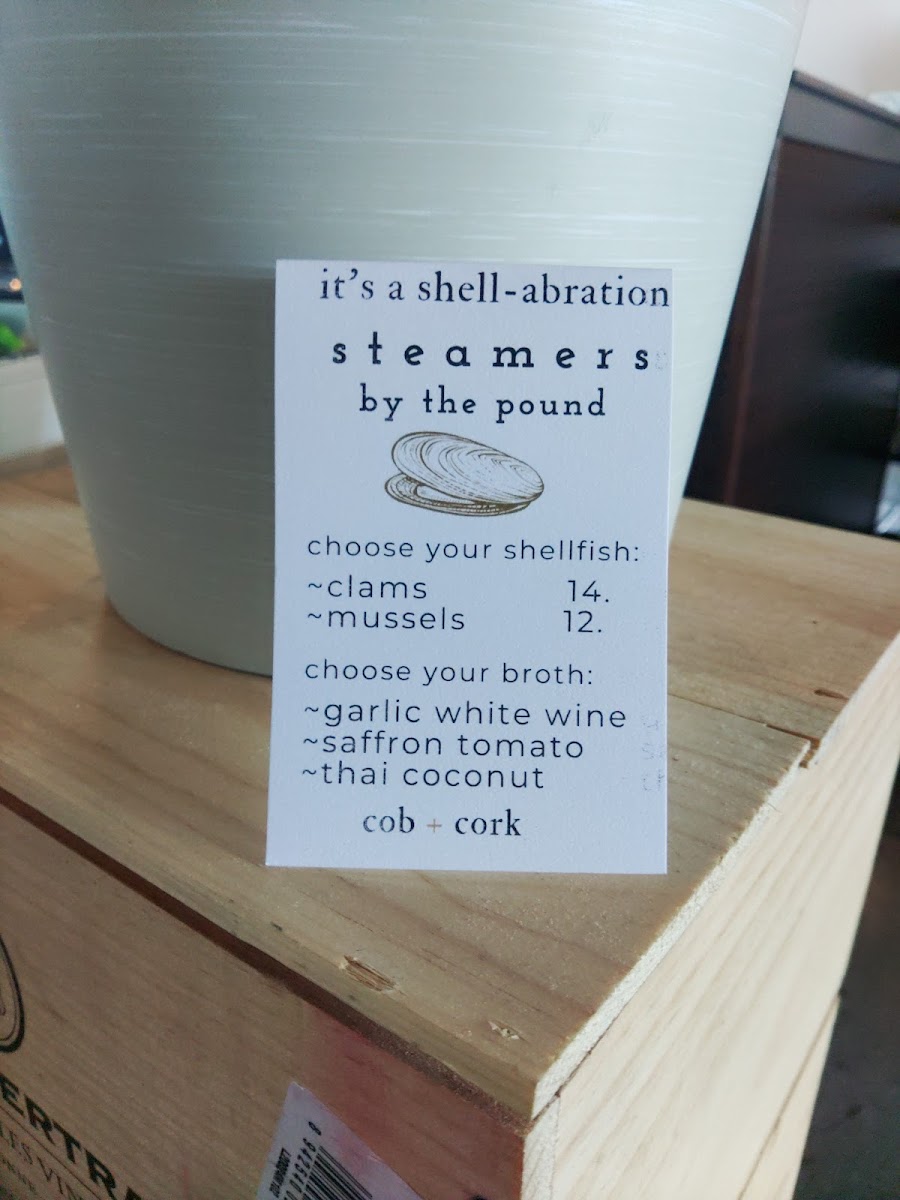 it's a shell-abration
steamers
by the pound
choose your shellfish:
~clams 14.
~mussels 12.
choose your broth:
~garlic white wine
~saffron tomato
~thai coconut
cob + cork